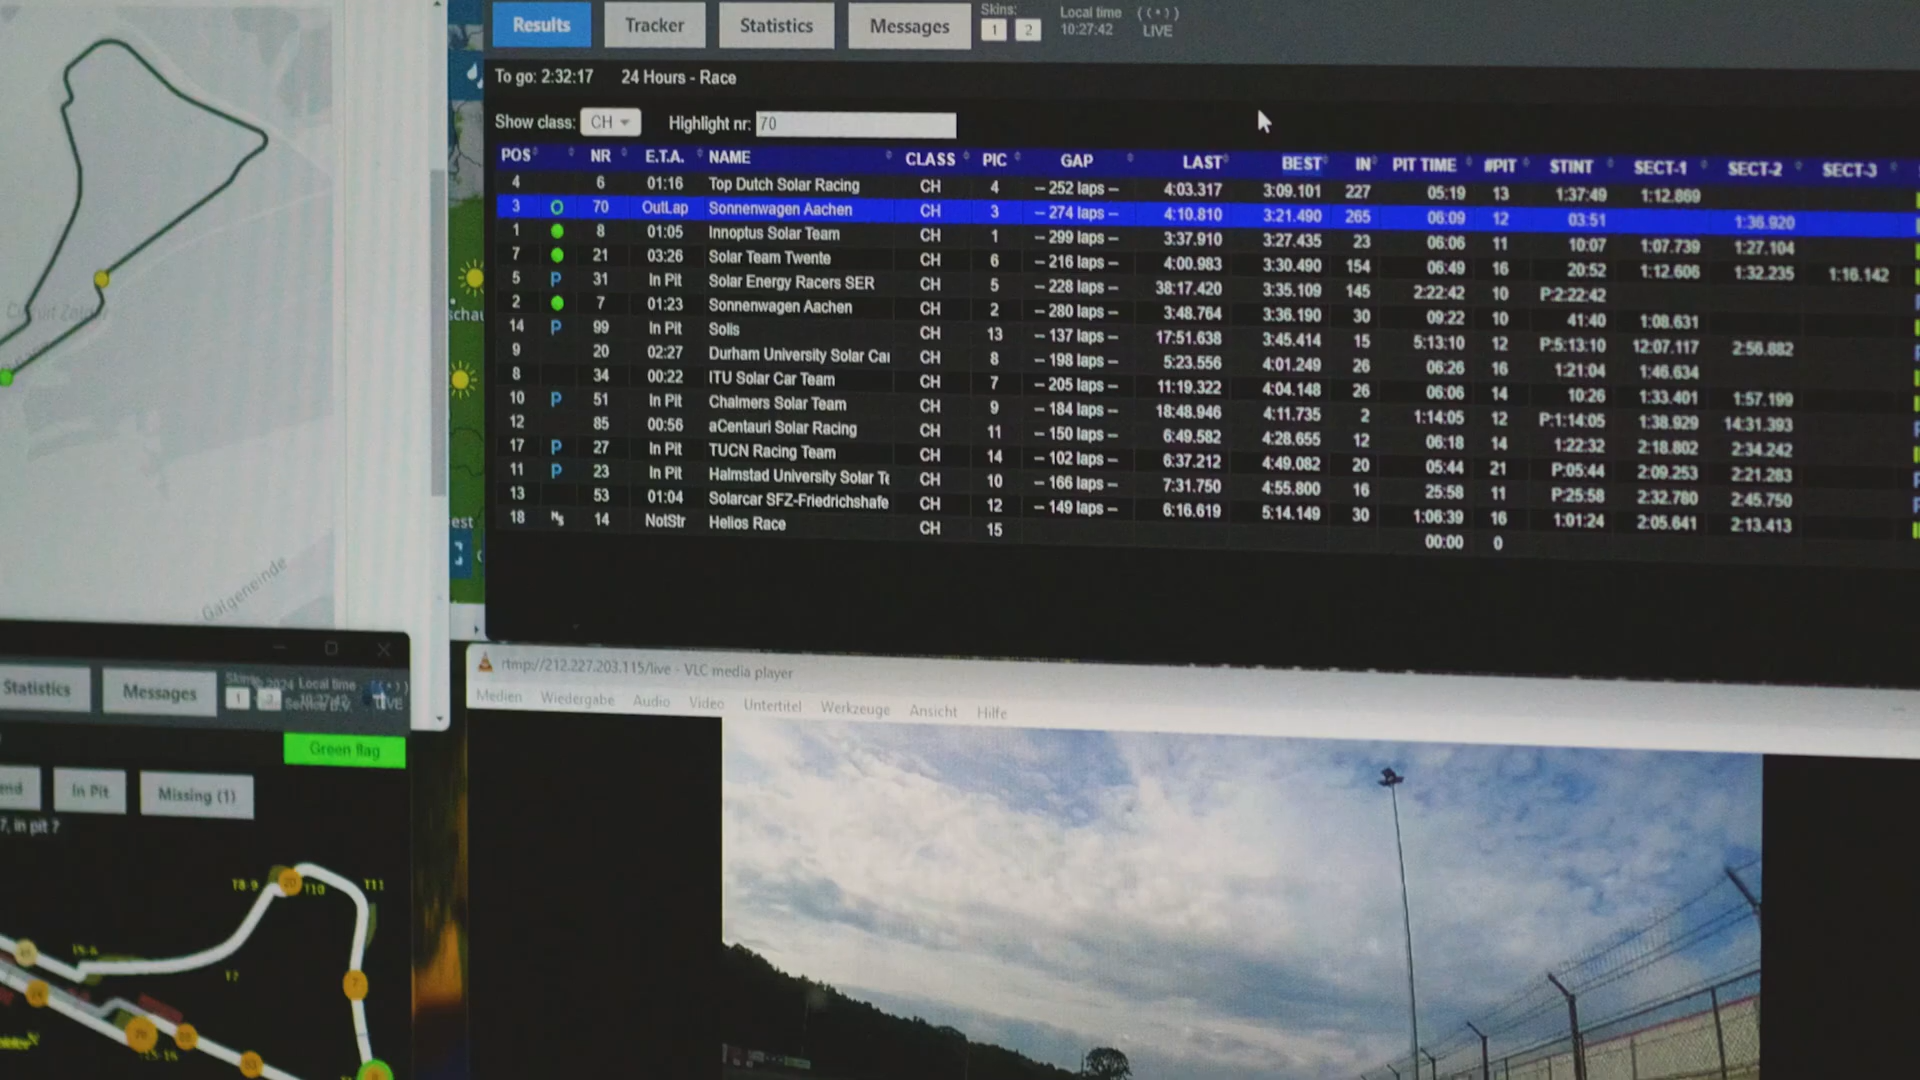 Results Tracker Statistics Messages Skins: 1 2 Local time 10:27:42 ((•)) LIVE
To go: 2:32:17 24 Hours - Race
Show class: CH Highlight nr: 70
POS NR E.T.A. NAME CLASS PIC GAP LAST BEST IN PIT TIME #PIT STINT SECT-1 SECT-2 SECT-3
4 6 01:16 Top Dutch Solar Racing CH 4 -- 252 laps -- 4:03.317 3:09.101 227 05:19 13 1:37:49 1:12.869
3 70 OutLap Sonnenwagen Aachen CH 3 -- 274 laps -- 4:10.810 3:21.490 265 06:09 12 03:51 1:36.920
1 8 01:05 Innoptus Solar Team CH 1 -- 299 laps -- 3:37.910 3:27.435 23 06:06 11 10:07 1:07.739 1:27.104
7 21 03:26 Solar Team Twente CH 6 -- 216 laps -- 4:00.983 3:30.490 154 06:49 16 20:52 1:12.606 1:32.235 1:16.142
5 P 31 In Pit Solar Energy Racers SER CH 5 -- 228 laps -- 38:17.420 3:35.109 145 2:22:42 10 P:2:22:42
2 7 01:23 Sonnenwagen Aachen CH 2 -- 280 laps -- 3:48.764 3:36.190 30 09:22 10 41:40 1:08.631
14 P 99 In Pit Solis CH 13 -- 137 laps -- 17:51.638 3:45.414 15 5:13:10 12 P:5:13:10 12:07.117 2:56.882
9 20 02:27 Durham University Solar Car CH 8 -- 198 laps -- 5:23.556 4:01.249 26 06:26 16 1:21:04 1:46.634
8 34 00:22 ITU Solar Car Team CH 7 -- 205 laps -- 11:19.322 4:04.148 26 06:06 14 10:26 1:33.401 1:57.199
10 P 51 In Pit Chalmers Solar Team CH 9 -- 184 laps -- 18:48.946 4:11.735 2 1:14:05 12 P:1:14:05 1:38.929 14:31.393
12 85 00:56 aCentauri Solar Racing CH 11 -- 150 laps -- 6:49.582 4:28.655 12 06:18 14 1:22:32 2:18.802 2:34.242
17 P 27 In Pit TUCN Racing Team CH 14 -- 102 laps -- 6:37.212 4:49.082 20 05:44 21 P:05:44 2:09.253 2:21.283
11 P 23 In Pit Halmstad University Solar Te CH 10 -- 166 laps -- 7:31.750 4:55.800 16 25:58 11 P:25:58 2:32.780 2:45.750
13 53 01:04 Solarcar SFZ-Friedrichshafe CH 12 -- 149 laps -- 6:16.619 5:14.149 30 1:06:39 16 1:01:24 2:05.641 2:13.413
18 NS 14 NotStr Helios Race CH 15 00:00 0
schau
est
Galgeneinde
rtmp://212.227.203.115/live - VLC media player
Medien Wiedergabe Audio Video Untertitel Werkzeuge Ansicht Hilfe
Statistics Messages 1 Local time LIVE
Green flag
end In Pit Missing (1)
7, in pit ?
T8-9 T10 T11
T7